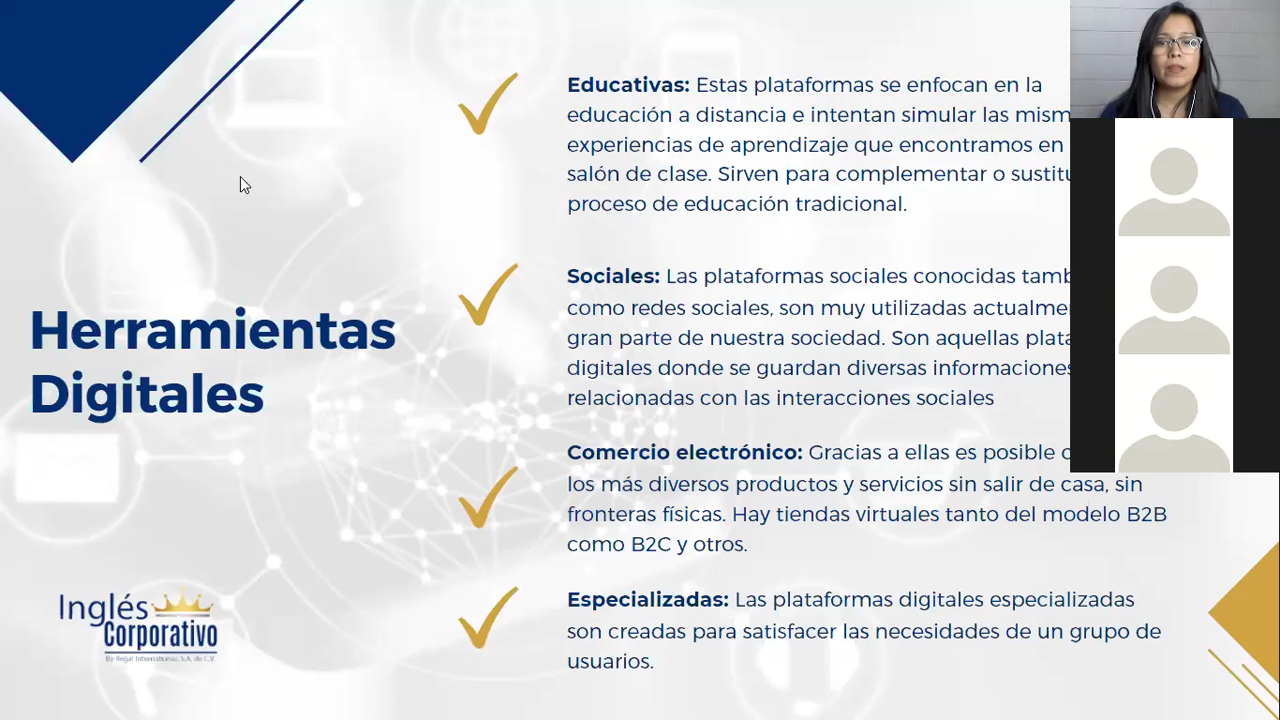 Herramientas
Digitales
Educativas: Estas plataformas se enfocan en la
educación a distancia e intentan simular las
experiencias de aprendizaje que encontramos en
salón de clase. Sirven para complementar o
proceso de educación tradicional.
Sociales: Las plataformas sociales conocidas
como redes sociales, son muy utilizadas
gran parte de nuestra sociedad. Son aquellas
digitales donde se guardan diversas informaciones
relacionadas con las interacciones sociales
Comercio electrónico: Gracias a ellas es posible
los más diversos productos y servicios sin salir de casa, sin
fronteras físicas. Hay tiendas virtuales tanto del modelo B2B
como B2C y otros.
Especializadas: Las plataformas digitales especializadas
son creadas para satisfacer las necesidades de un grupo de
usuarios.
Inglés
Corporativo
By Regal International, S.A. de C.V.